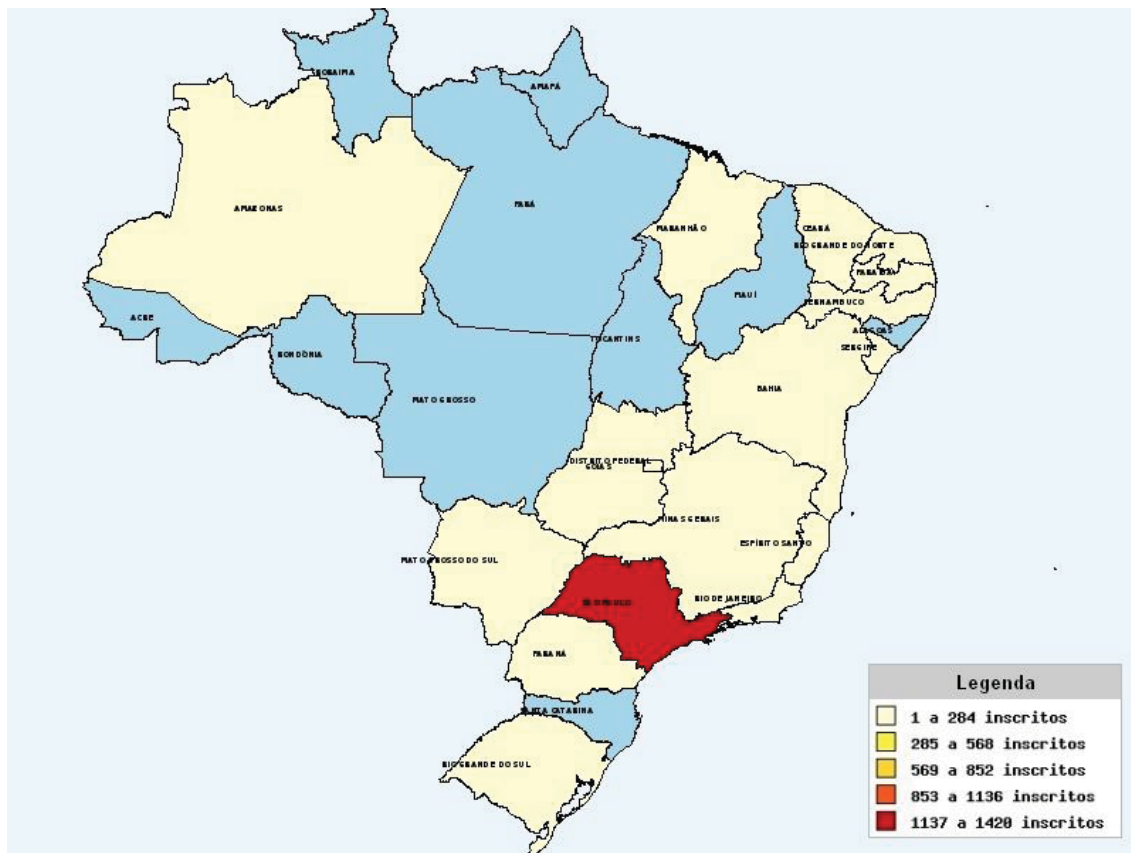 RORAIMA
AMAPÁ
AMAZONAS
PARÁ
MARANHÃO
CEARÁ
RIO GRANDE DO NORTE
PARAÍBA
PIAUÍ
PERNAMBUCO
ACRE
ALAGOAS
TOCANTINS
SERGIPE
RONDÔNIA
BAHIA
MATO GROSSO
DISTRITO FEDERAL
GOIÁS
MINAS GERAIS
ESPÍRITO SANTO
MATO GROSSO DO SUL
RIO DE JANEIRO
SÃO PAULO
PARANÁ
SANTA CATARINA
RIO GRANDE DO SUL
Legenda
1 a 284 inscritos
285 a 568 inscritos
569 a 852 inscritos
853 a 1136 inscritos
1137 a 1420 inscritos